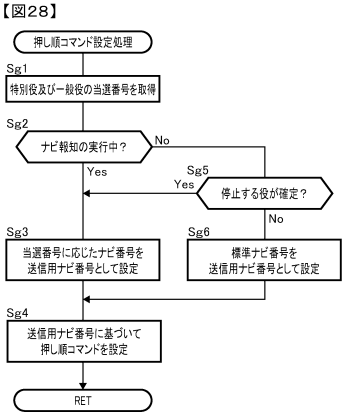 【図28】
押し順コマンド設定処理
Sg1
特別役及び一般役の当選番号を取得
Sg2
ナビ報知の実行中？
No
Yes
Sg5
Yes
停止する役が確定？
No
Sg3
当選番号に応じたナビ番号を
送信用ナビ番号として設定
Sg6
標準ナビ番号を
送信用ナビ番号として設定
Sg4
送信用ナビ番号に基づいて
押し順コマンドを設定
RET